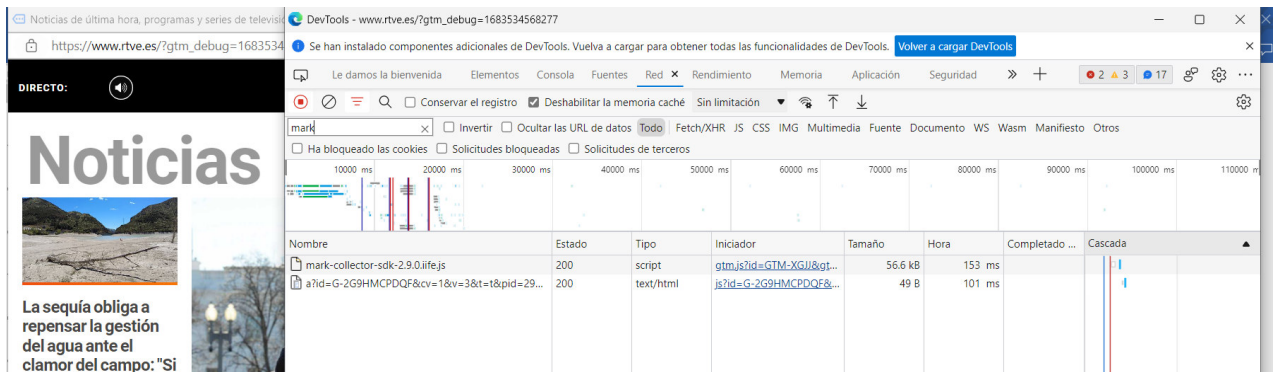 Noticias de última hora, programas y series de televisi
https://www.rtve.es/?gtm_debug=1683534
DIRECTO:
Noticias
La sequía obliga a
repensar la gestión
del agua ante el
clamor del campo: "Si
DevTools - www.rtve.es/?gtm_debug=1683534568277
Se han instalado componentes adicionales de DevTools. Vuelva a cargar para obtener todas las funcionalidades de DevTools. Volver a cargar DevTools
Le damos la bienvenida Elementos Consola Fuentes Red Rendimiento Memoria Aplicación Seguridad 2 3 17
Conservar el registro Deshabilitar la memoria caché Sin limitación
mark Invertir Ocultar las URL de datos Todo Fetch/XHR JS CSS IMG Multimedia Fuente Documento WS Wasm Manifiesto Otros
Ha bloqueado las cookies Solicitudes bloqueadas Solicitudes de terceros
10000 ms 20000 ms 30000 ms 40000 ms 50000 ms 60000 ms 70000 ms 80000 ms 90000 ms 100000 ms 110000 m
Nombre Estado Tipo Iniciador Tamaño Hora Completado ... Cascada
mark-collector-sdk-2.9.0.iife.js 200 script gtm.js?id=GTM-XGJJ&gt... 56.6 kB 153 ms
a?id=G-2G9HMCPDQF&cv=1&v=3&t=t&pid=29... 200 text/html js?id=G-2G9HMCPDQF&... 49 B 101 ms